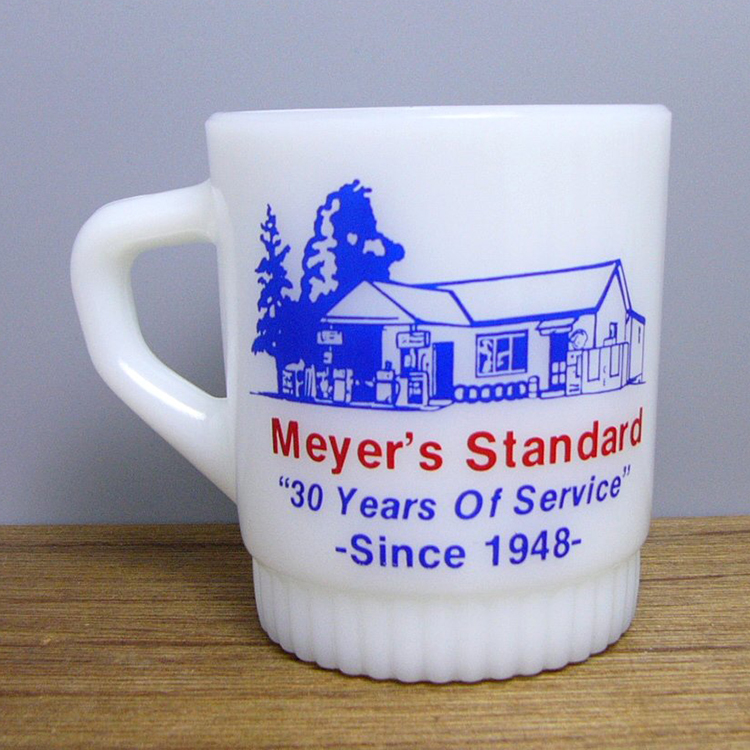 Meyer's Standard
“30 Years Of Service”
-Since 1948-